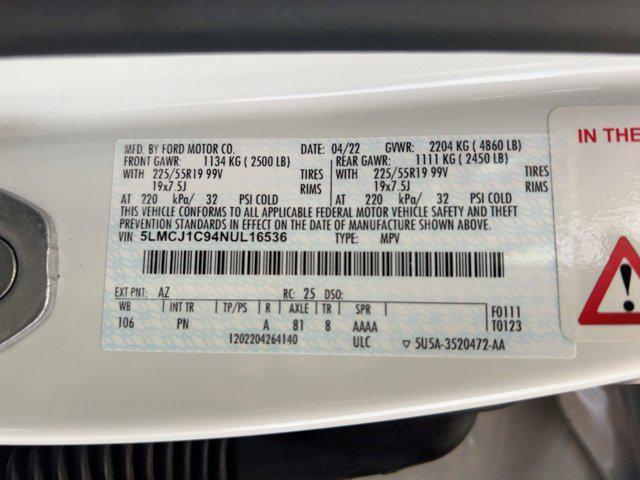 MFD. BY FORD MOTOR CO. DATE: 04/22 GVWR: 2204 KG ( 4860 LB)
FRONT GAWR: 1134 KG ( 2500 LB) REAR GAWR: 1111 KG ( 2450 LB)
WITH 225/55R19 99V TIRES WITH 225/55R19 99V TIRES
19x7.5J RIMS 19x7.5J RIMS
AT 220 kPa/ 32 PSI COLD AT 220 kPa/ 32 PSI COLD
THIS VEHICLE CONFORMS TO ALL APPLICABLE FEDERAL MOTOR VEHICLE SAFETY AND THEFT
PREVENTION STANDARDS IN EFFECT ON THE DATE OF MANUFACTURE SHOWN ABOVE.
VIN: 5LMCJ1C94NUL16536 TYPE: MPV
EXT PNT: AZ RC: 25 DSO:
WB INT TR TP/PS R AXLE TR SPR F0111
106 PN A 81 8 AAAA T0123
1202204264140 ULC ▽ 5U5A-3520472-AA
IN THE